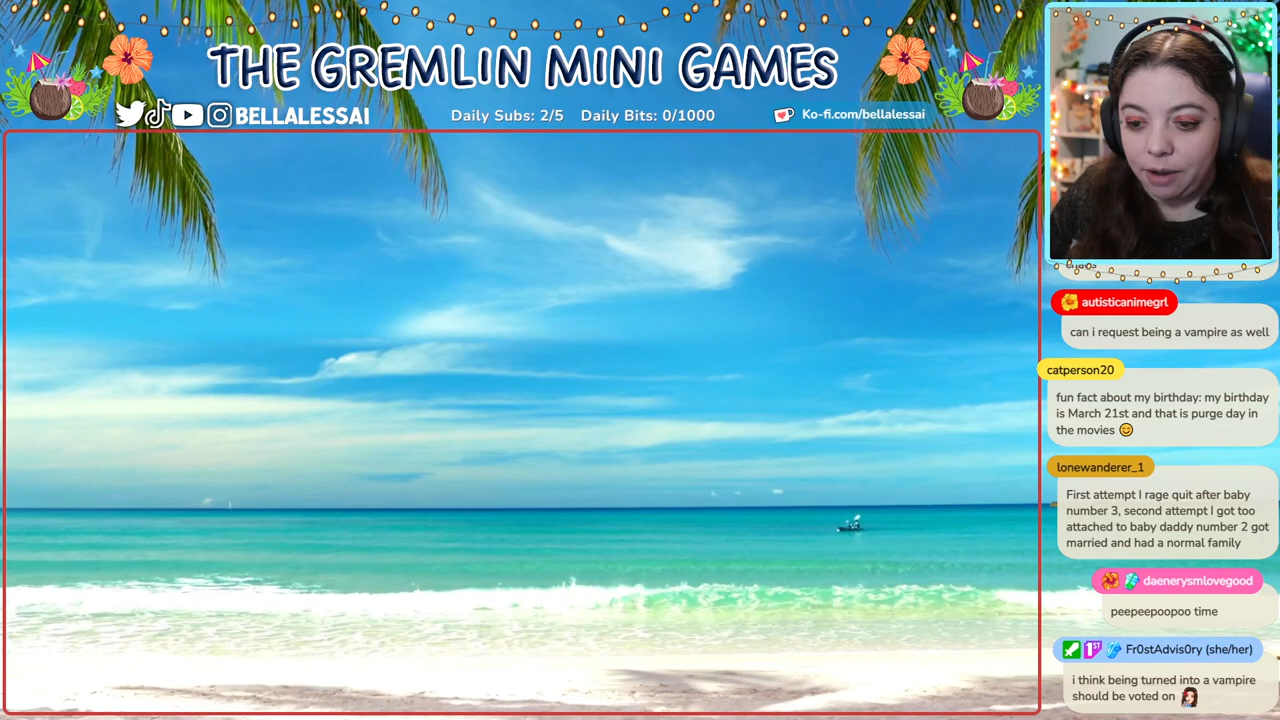 THE GREMLIN MINI GAMES
BELLALESSAI
Daily Subs: 2/5 Daily Bits: 0/1000
Ko-fi.com/bellalessai
autisticanimegrl
can i request being a vampire as well
catperson20
fun fact about my birthday: my birthday
is March 21st and that is purge day in
the movies 😊
lonewanderer_1
First attempt I rage quit after baby
number 3, second attempt I got too
attached to baby daddy number 2 got
married and had a normal family
daenerysmlovegood
peepeepoopoo time
1ST
Fr0stAdvis0ry (she/her)
i think being turned into a vampire
should be voted on